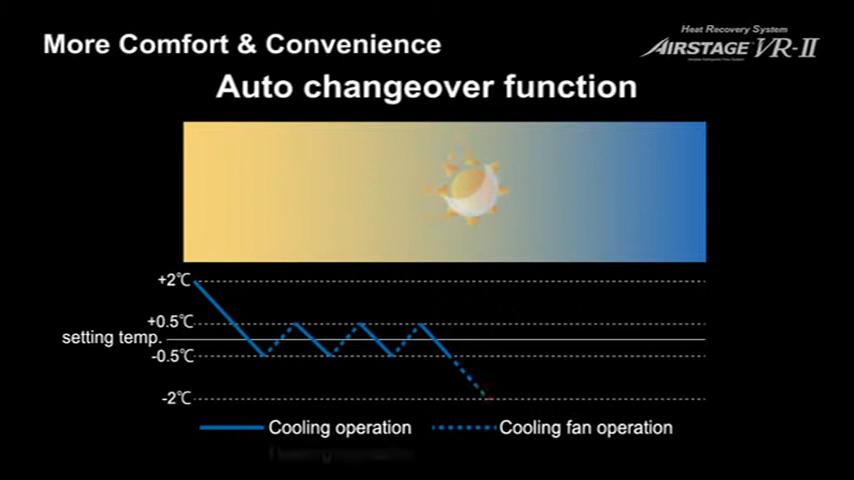 More Comfort & Convenience
Heat Recovery System
AIRSTAGE VR-II
Auto changeover function
+2℃
+0.5℃
setting temp.
-0.5℃
-2℃
Cooling operation
Cooling fan operation